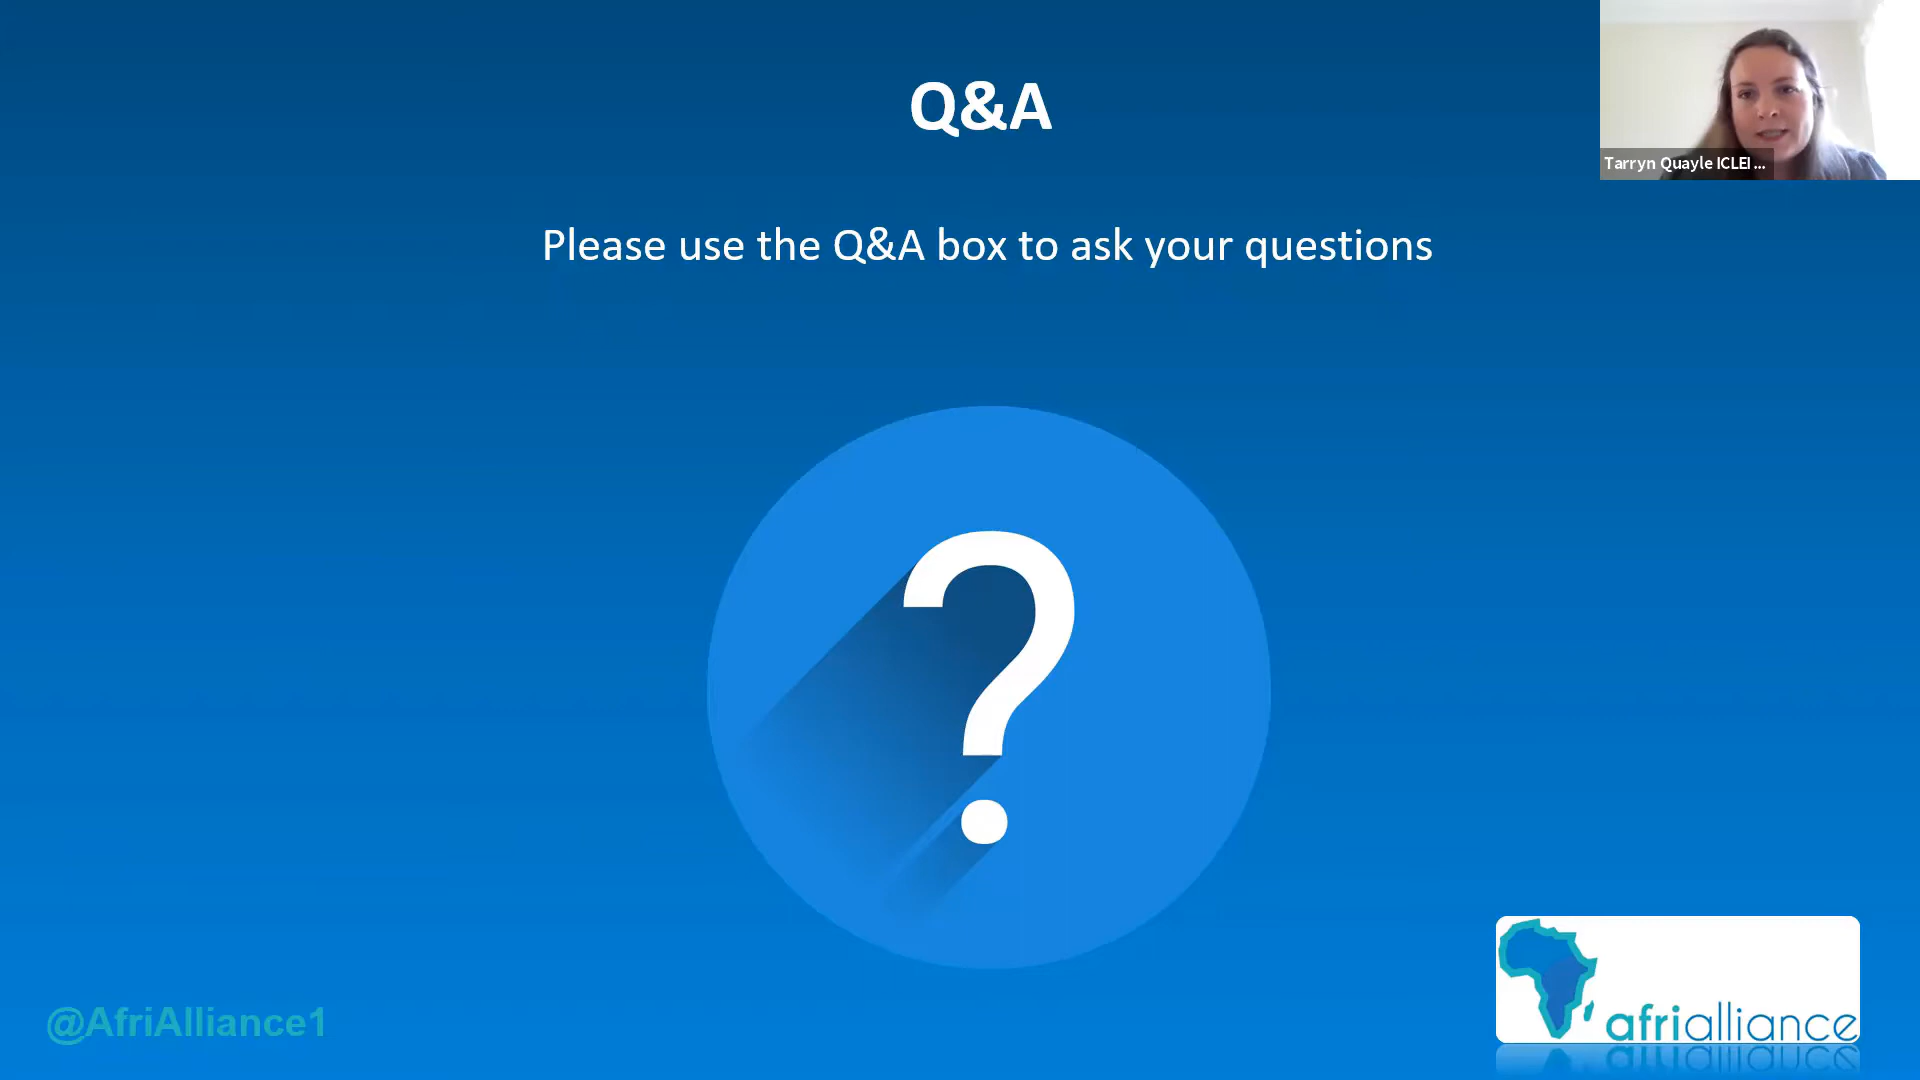 Q&A
Tarryn Quayle ICLEI ...
Please use the Q&A box to ask your questions
?
@AfriAlliance1
afrialliance